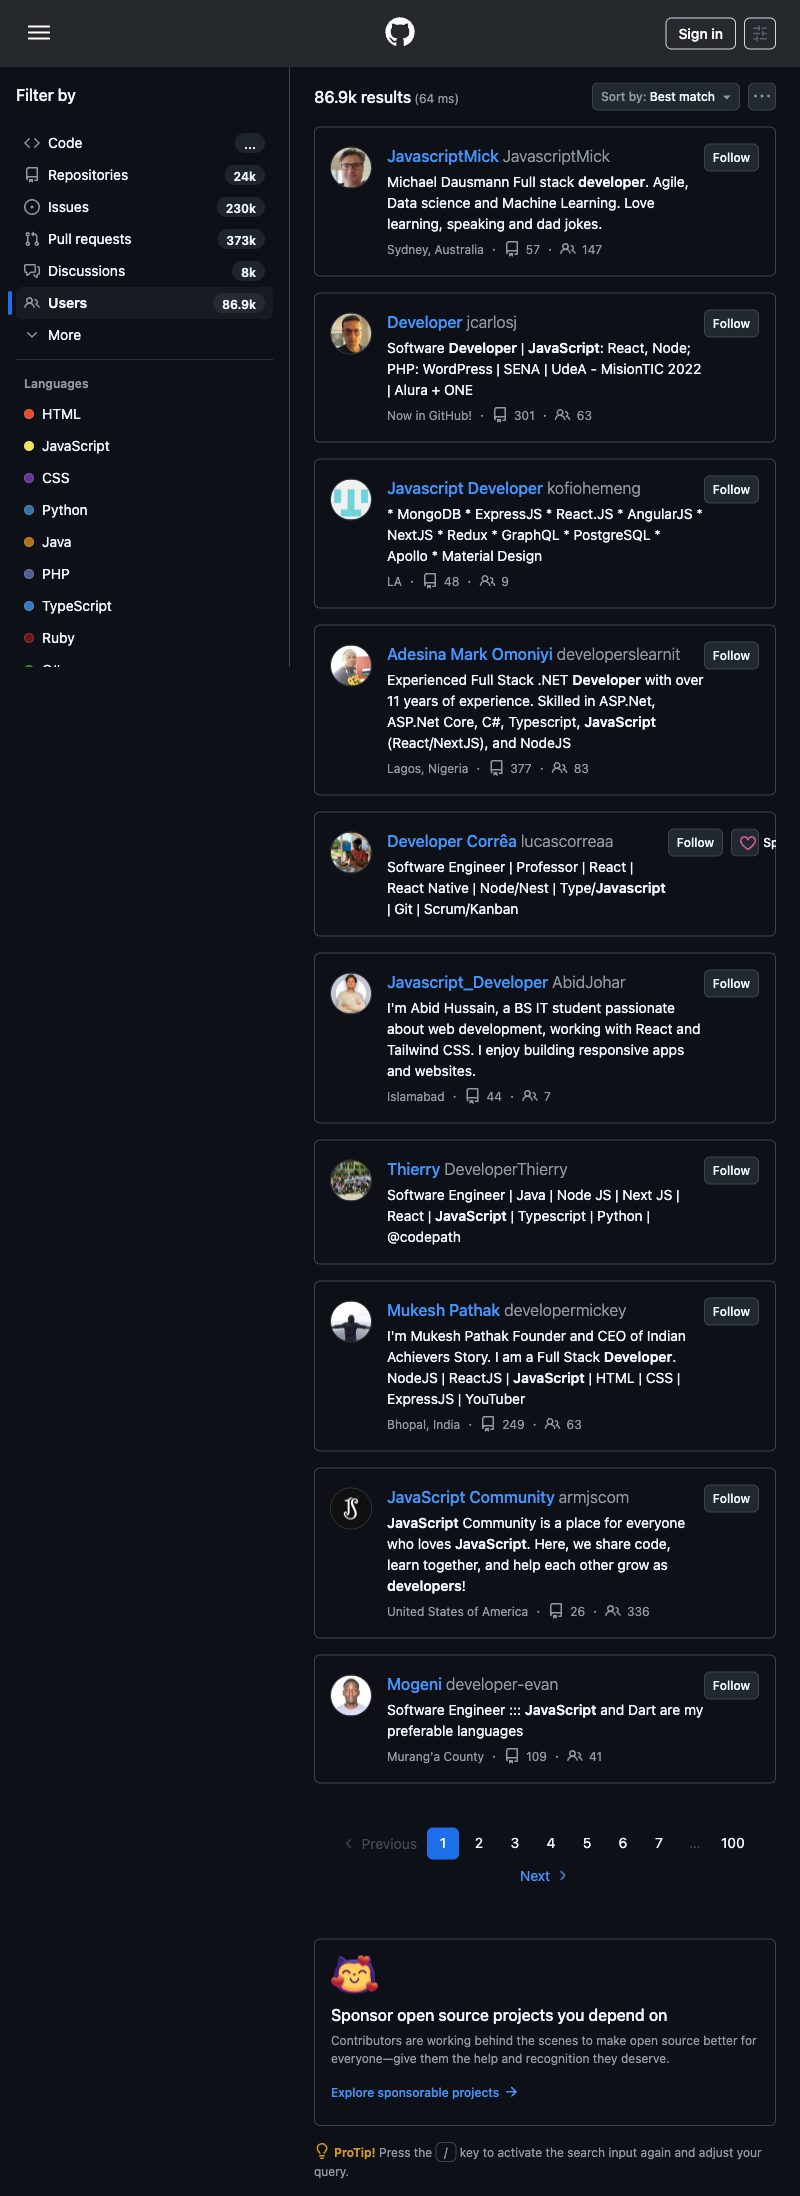 Sign in
Filter by
Code
...
Repositories
24k
Issues
230k
Pull requests
373k
Discussions
8k
Users
86.9k
More
Languages
HTML
JavaScript
CSS
Python
Java
PHP
TypeScript
Ruby
86.9k results (64 ms)
Sort by: Best match
JavascriptMick JavascriptMick
Follow
Michael Dausmann Full stack developer. Agile,
Data science and Machine Learning. Love
learning, speaking and dad jokes.
Sydney, Australia · 57 · 147
Developer jcarlosj
Follow
Software Developer | JavaScript: React, Node;
PHP: WordPress | SENA | UdeA - MisionTIC 2022
| Alura + ONE
Now in GitHub! · 301 · 63
Javascript Developer kofiohemeng
Follow
* MongoDB * ExpressJS * React.JS * AngularJS *
NextJS * Redux * GraphQL * PostgreSQL *
Apollo * Material Design
LA · 48 · 9
Adesina Mark Omoniyi developerslearnit
Follow
Experienced Full Stack .NET Developer with over
11 years of experience. Skilled in ASP.Net,
ASP.Net Core, C#, Typescript, JavaScript
(React/NextJS), and NodeJS
Lagos, Nigeria · 377 · 83
Developer Corrêa lucascorreaa
Follow
Sp
Software Engineer | Professor | React |
React Native | Node/Nest | Type/Javascript
| Git | Scrum/Kanban
Javascript_Developer AbidJohar
Follow
I'm Abid Hussain, a BS IT student passionate
about web development, working with React and
Tailwind CSS. I enjoy building responsive apps
and websites.
Islamabad · 44 · 7
Thierry DeveloperThierry
Follow
Software Engineer | Java | Node JS | Next JS |
React | JavaScript | Typescript | Python |
@codepath
Mukesh Pathak developermickey
Follow
I'm Mukesh Pathak Founder and CEO of Indian
Achievers Story. I am a Full Stack Developer.
NodeJS | ReactJS | JavaScript | HTML | CSS |
ExpressJS | YouTuber
Bhopal, India · 249 · 63
JavaScript Community armjscom
Follow
JavaScript Community is a place for everyone
who loves JavaScript. Here, we share code,
learn together, and help each other grow as
developers!
United States of America · 26 · 336
Mogeni developer-evan
Follow
Software Engineer ::: JavaScript and Dart are my
preferable languages
Murang'a County · 109 · 41
Previous 1 2 3 4 5 6 7 … 100
Next
Sponsor open source projects you depend on
Contributors are working behind the scenes to make open source better for
everyone—give them the help and recognition they deserve.
Explore sponsorable projects
ProTip! Press the / key to activate the search input again and adjust your
query.